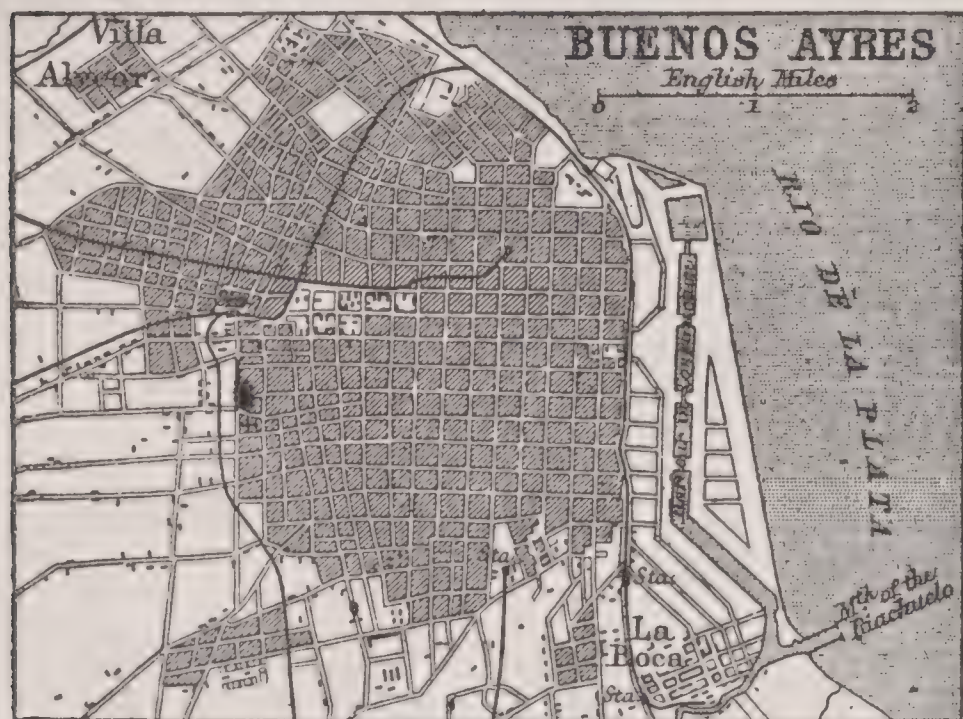 BUENOS AYRES
English Miles
0 1 2
Villa
Alvear
RIO DE LA PLATA
Sta.
Sta.
Mth of the
Riachuelo
La
Boca
Sta.